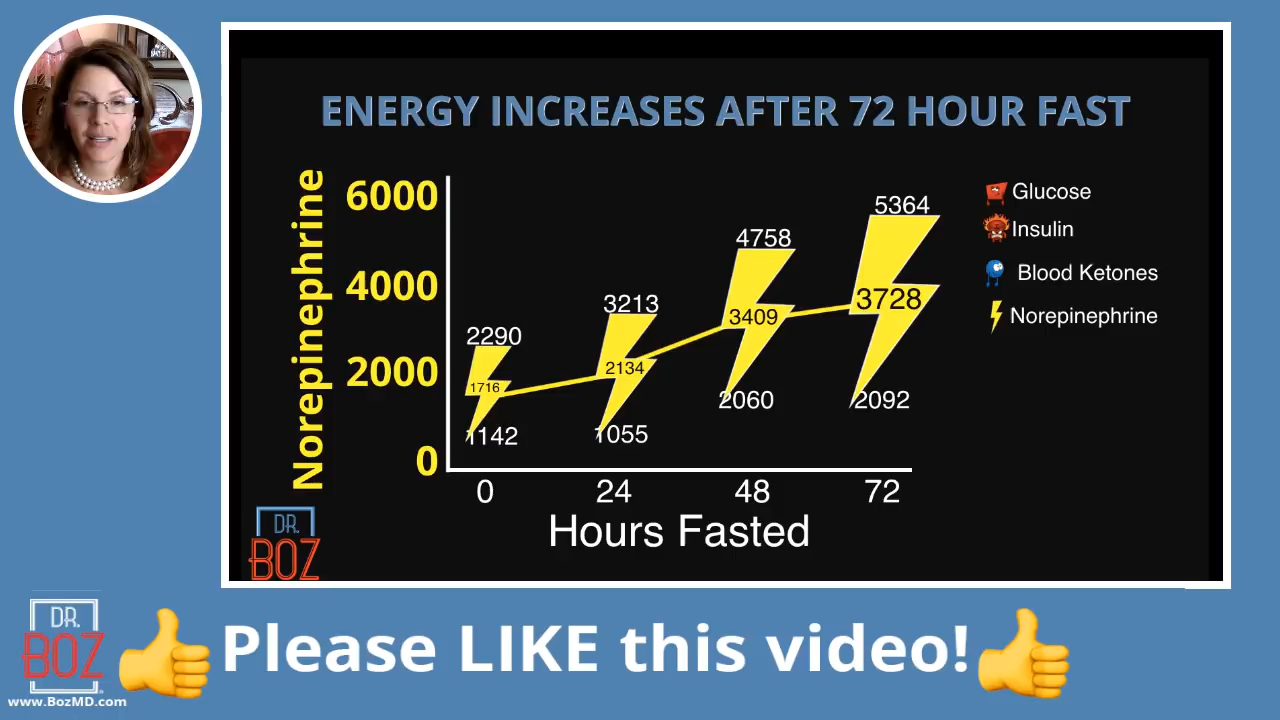 ENERGY INCREASES AFTER 72 HOUR FAST
Norepinephrine
6000
4000
2000
0
2290
1716
1142
3213
2134
1055
4758
3409
2060
5364
3728
2092
0 24 48 72
Hours Fasted
Glucose
Insulin
Blood Ketones
Norepinephrine
DR.
BOZ
DR.
BOZ
www.BozMD.com
Please LIKE this video!